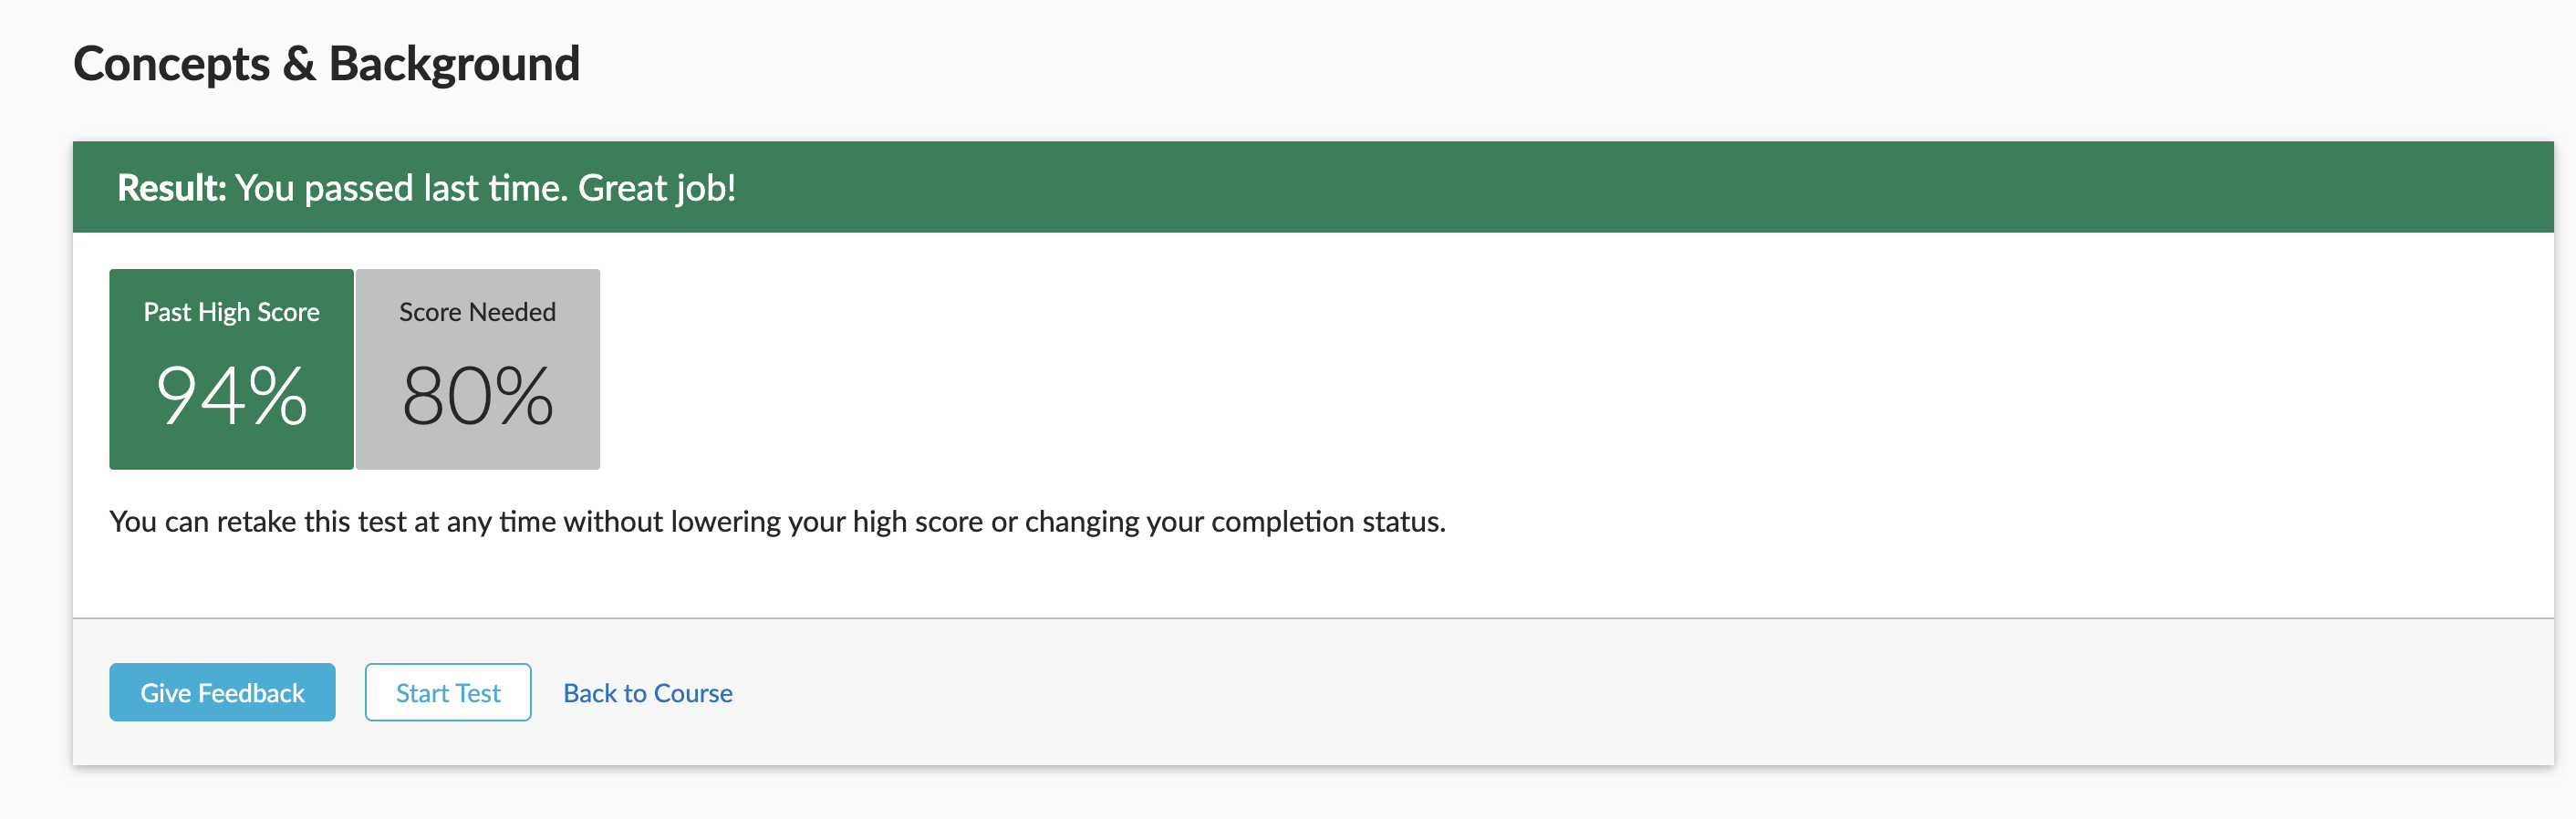 Concepts & Background
Result: You passed last time. Great job!
Past High Score
94%
Score Needed
80%
You can retake this test at any time without lowering your high score or changing your completion status.
Give Feedback
Start Test
Back to Course